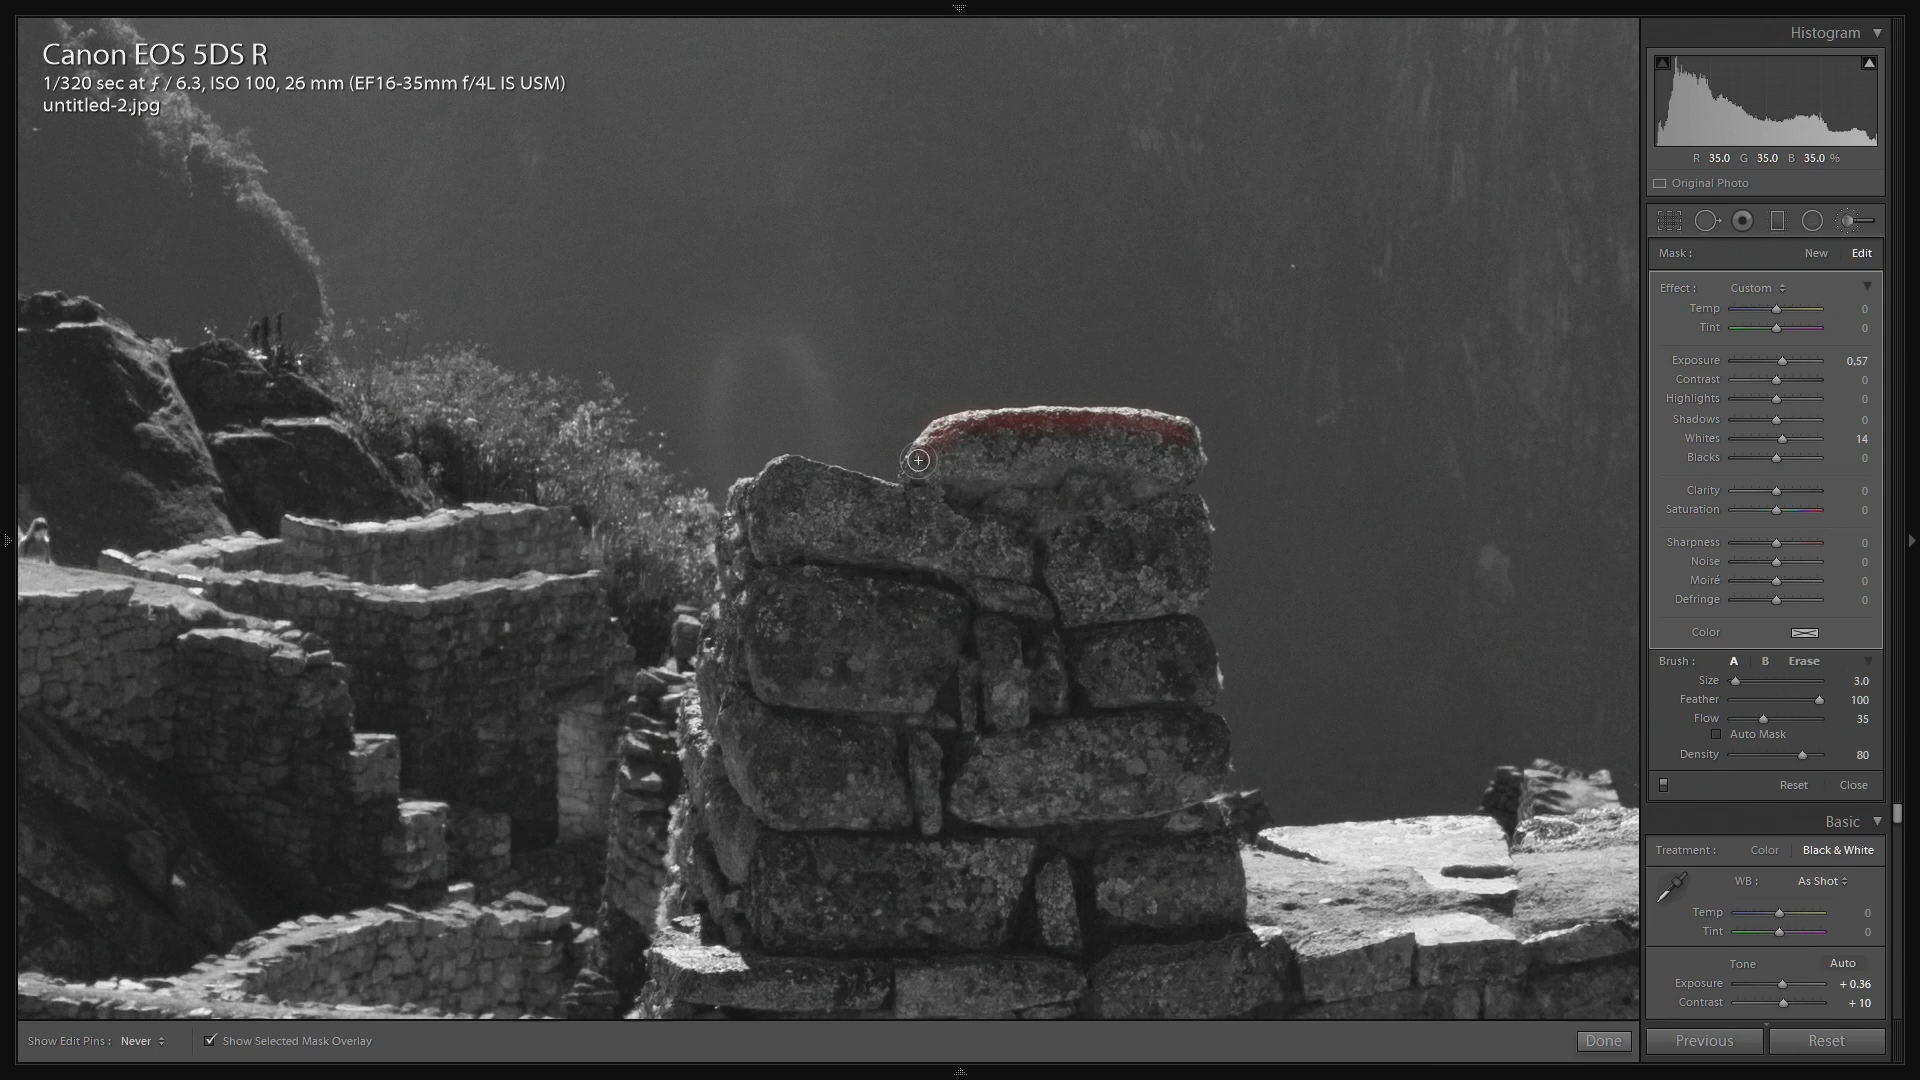 Canon EOS 5DS R
1/320 sec at ƒ / 6.3, ISO 100, 26 mm (EF16-35mm f/4L IS USM)
untitled-2.jpg
Histogram
R 35.0 G 35.0 B 35.0 %
Original Photo
Mask : New Edit
Effect : Custom
Temp 0
Tint 0
Exposure 0.57
Contrast 0
Highlights 0
Shadows 0
Whites 14
Blacks 0
Clarity 0
Saturation 0
Sharpness 0
Noise 0
Moiré 0
Defringe 0
Color
Brush : A B Erase
Size 3.0
Feather 100
Flow 35
Auto Mask
Density 80
Reset Close
Basic
Treatment : Color Black & White
WB : As Shot
Temp 0
Tint 0
Tone Auto
Exposure + 0.36
Contrast + 10
Show Edit Pins : Never Show Selected Mask Overlay Done Previous Reset